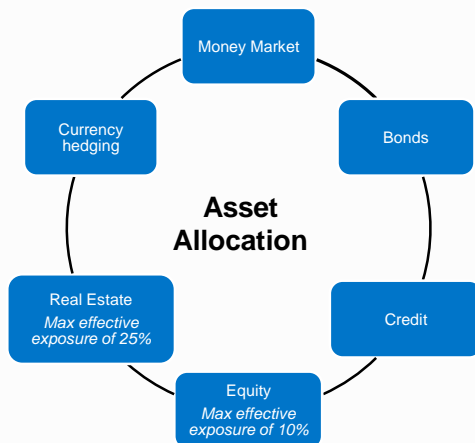 Money Market
Currency
hedging
Bonds
Asset
Allocation
Real Estate
Max effective
exposure of 25%
Credit
Equity
Max effective
exposure of 10%